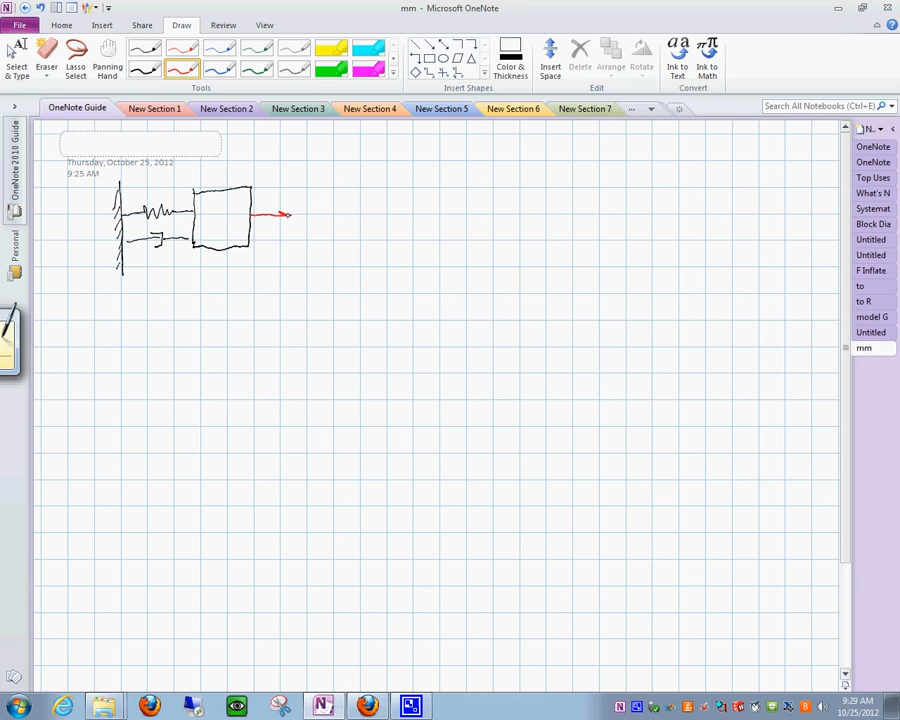 mm - Microsoft OneNote
File Home Insert Share Draw Review View
Select & Type
Eraser
Lasso Select
Panning Hand
Color & Thickness
Insert Space
Delete
Arrange
Rotate
Ink to Text
Ink to Math
Tools
Insert Shapes
Edit
Convert
OneNote Guide New Section 1 New Section 2 New Section 3 New Section 4 New Section 5 New Section 6 New Section 7 ...
Search All Notebooks (Ctrl+E)
OneNote 2010 Guide
Personal
Thursday, October 25, 2012
9:25 AM
N..
OneNote
OneNote
Top Uses
What's N
Systemat
Block Dia
Untitled
Untitled
F Inflate
to
to R
model G
Untitled
mm
9:29 AM
10/25/2012